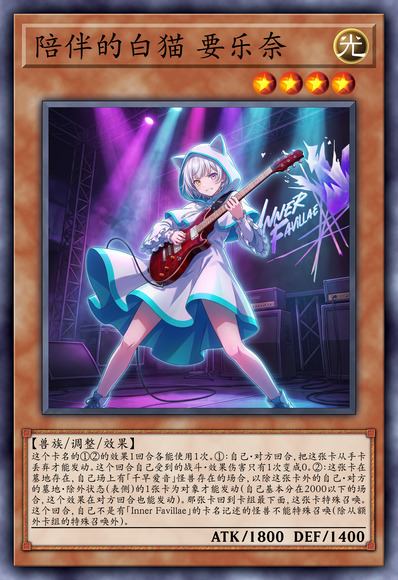 陪伴的白猫 要乐奈
光
INNER
FAVILLAE
【兽族/调整/效果】
这个卡名的①②的效果1回合各能使用1次。①:自己·对方回合,把这张卡从手卡
丢弃才能发动。这个回合自己受到的战斗·效果伤害只有1次变成0。②:这张卡在
墓地存在,自己场上有「千早爱音」怪兽存在的场合,以除这张卡外的自己·对方
的墓地·除外状态(表侧)的1张卡为对象才能发动(自己基本分在2000以下的场
合,这个效果在对方回合也能发动)。那张卡回到卡组最下面,这张卡特殊召唤。
这个回合,自己不是有「Inner Favillae」的卡名记述的怪兽不能特殊召唤(除从额
外卡组的特殊召唤外)。
ATK/1800 DEF/1400